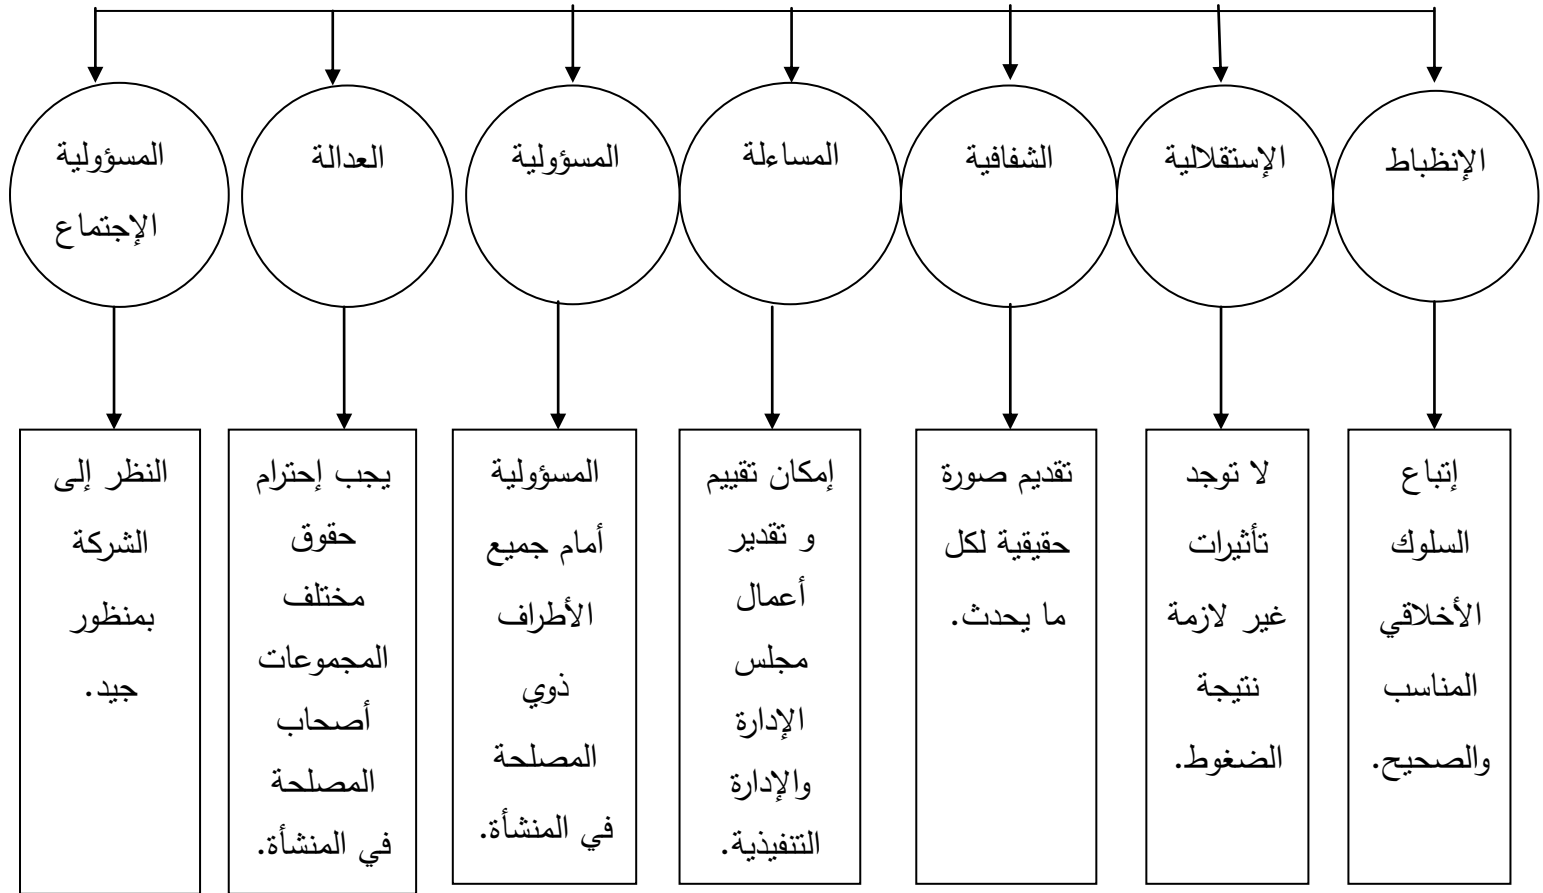 الإنظباط
الإستقلالية
الشفافية
المساءلة
المسؤولية
العدالة
المسؤولية
الإجتماع
إتباع
السلوك
الأخلاقي
المناسب
والصحيح.
لا توجد
تأثيرات
غير لازمة
نتيجة
الضغوط.
تقديم صورة
حقيقية لكل
ما يحدث.
إمكان تقييم
و تقدير
أعمال
مجلس
الإدارة
والإدارة
التنفيذية.
المسؤولية
أمام جميع
الأطراف
ذوي
المصلحة
في المنشأة.
يجب إحترام
حقوق
مختلف
المجموعات
أصحاب
المصلحة
في المنشأة.
النظر إلى
الشركة
بمنظور
جيد.